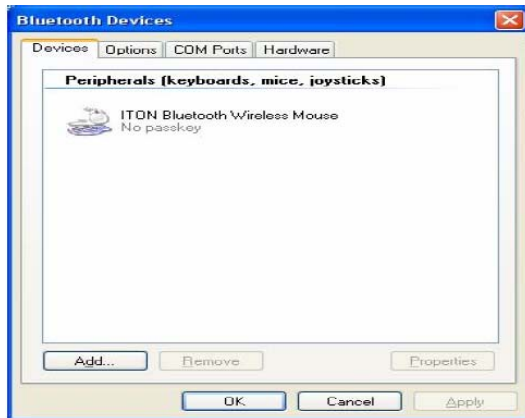 Bluetooth Devices
Devices Options COM Ports Hardware
Peripherals (keyboards, mice, joysticks)
ITON Bluetooth Wireless Mouse
No passkey
Add... Remove Properties
OK Cancel Apply